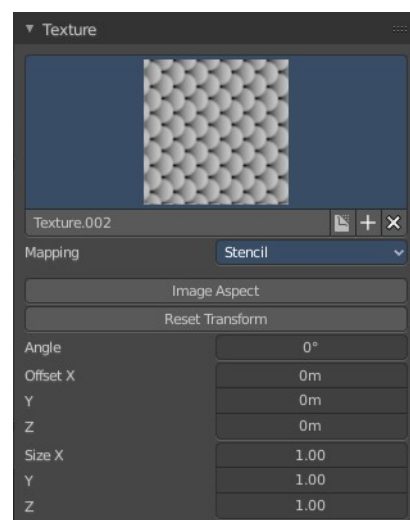 Texture
Texture.002
Mapping Stencil
Image Aspect
Reset Transform
Angle 0°
Offset X 0m
Y 0m
Z 0m
Size X 1.00
Y 1.00
Z 1.00